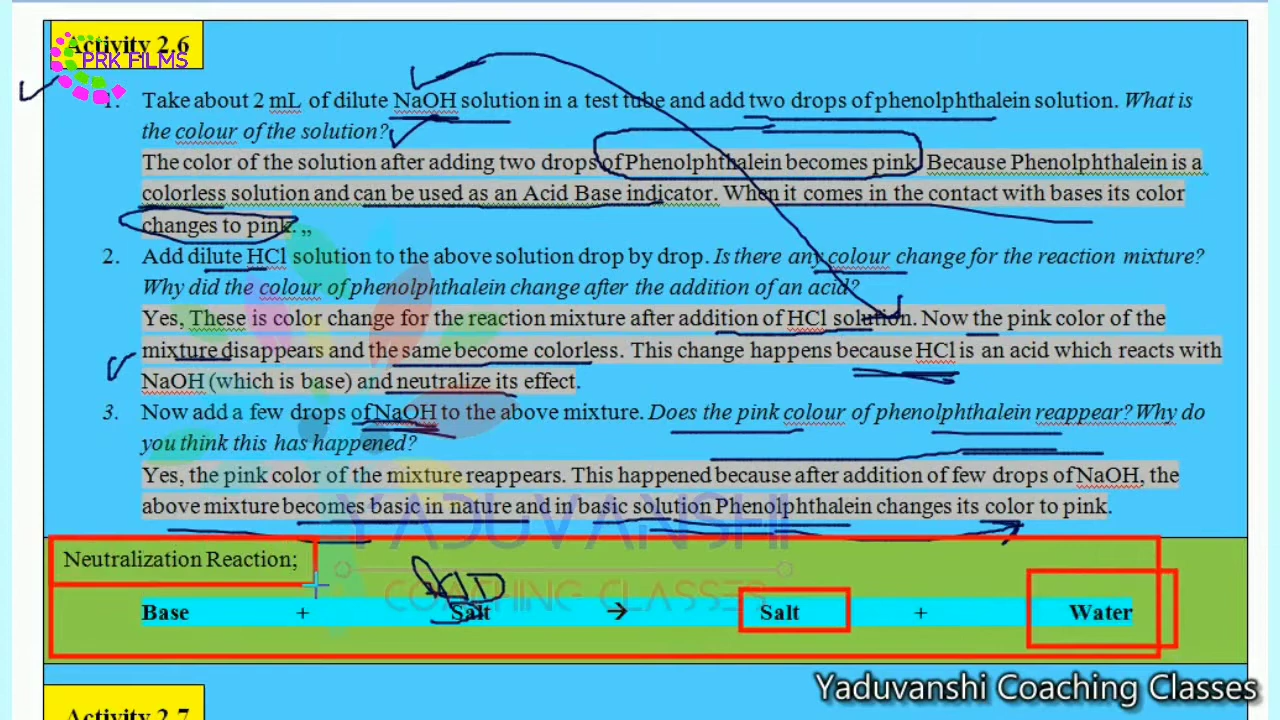 Activity 2.6
PRK FILMS
1. Take about 2 mL of dilute NaOH solution in a test tube and add two drops of phenolphthalein solution. What is
the colour of the solution?
The color of the solution after adding two drops of Phenolphthalein becomes pink. Because Phenolphthalein is a
colorless solution and can be used as an Acid Base indicator. When it comes in the contact with bases its color
changes to pink. „
2. Add dilute HCl solution to the above solution drop by drop. Is there any colour change for the reaction mixture?
Why did the colour of phenolphthalein change after the addition of an acid?
Yes, These is color change for the reaction mixture after addition of HCl solution. Now the pink color of the
mixture disappears and the same become colorless. This change happens because HCl is an acid which reacts with
NaOH (which is base) and neutralize its effect.
3. Now add a few drops of NaOH to the above mixture. Does the pink colour of phenolphthalein reappear? Why do
you think this has happened?
Yes, the pink color of the mixture reappears. This happened because after addition of few drops of NaOH, the
above mixture becomes basic in nature and in basic solution Phenolphthalein changes its color to pink.
YADUVANSHI
Neutralization Reaction;
ACID
COACHING CLASSES
Base + Salt → Salt + Water
Yaduvanshi Coaching Classes
Activity 2.7